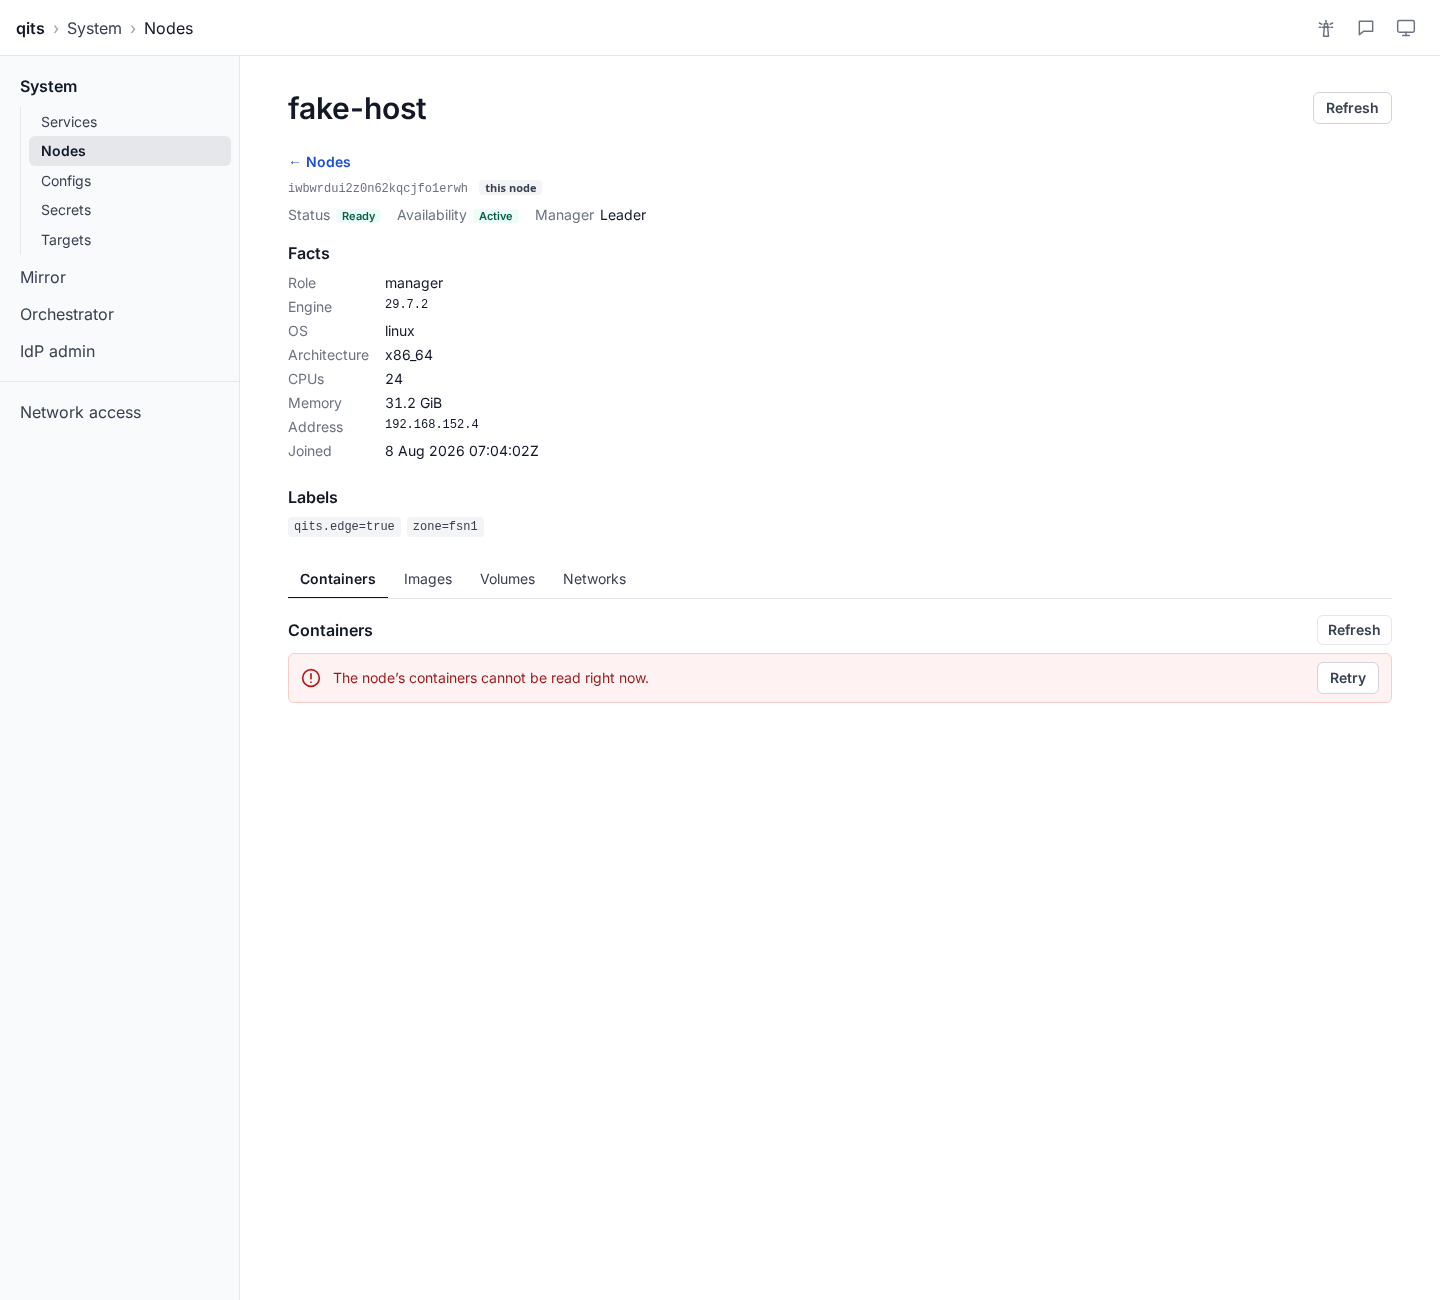 qits › System › Nodes
System
Services
Nodes
Configs
Secrets
Targets
Mirror
Orchestrator
IdP admin
Network access
fake-host
Refresh
← Nodes
iwbwrdui2z0n62kqcjfo1erwh this node
Status Ready Availability Active Manager Leader
Facts
Role manager
Engine 29.7.2
OS linux
Architecture x86_64
CPUs 24
Memory 31.2 GiB
Address 192.168.152.4
Joined 8 Aug 2026 07:04:02Z
Labels
qits.edge=true zone=fsn1
Containers Images Volumes Networks
Containers
Refresh
The node’s containers cannot be read right now.
Retry